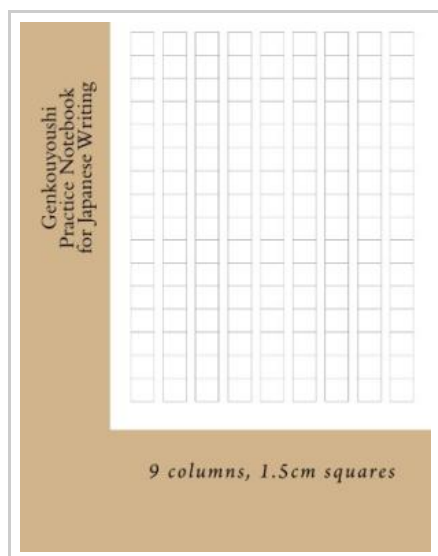 Genkouyoushi
Practice Notebook
for Japanese Writing
9 columns, 1.5cm squares